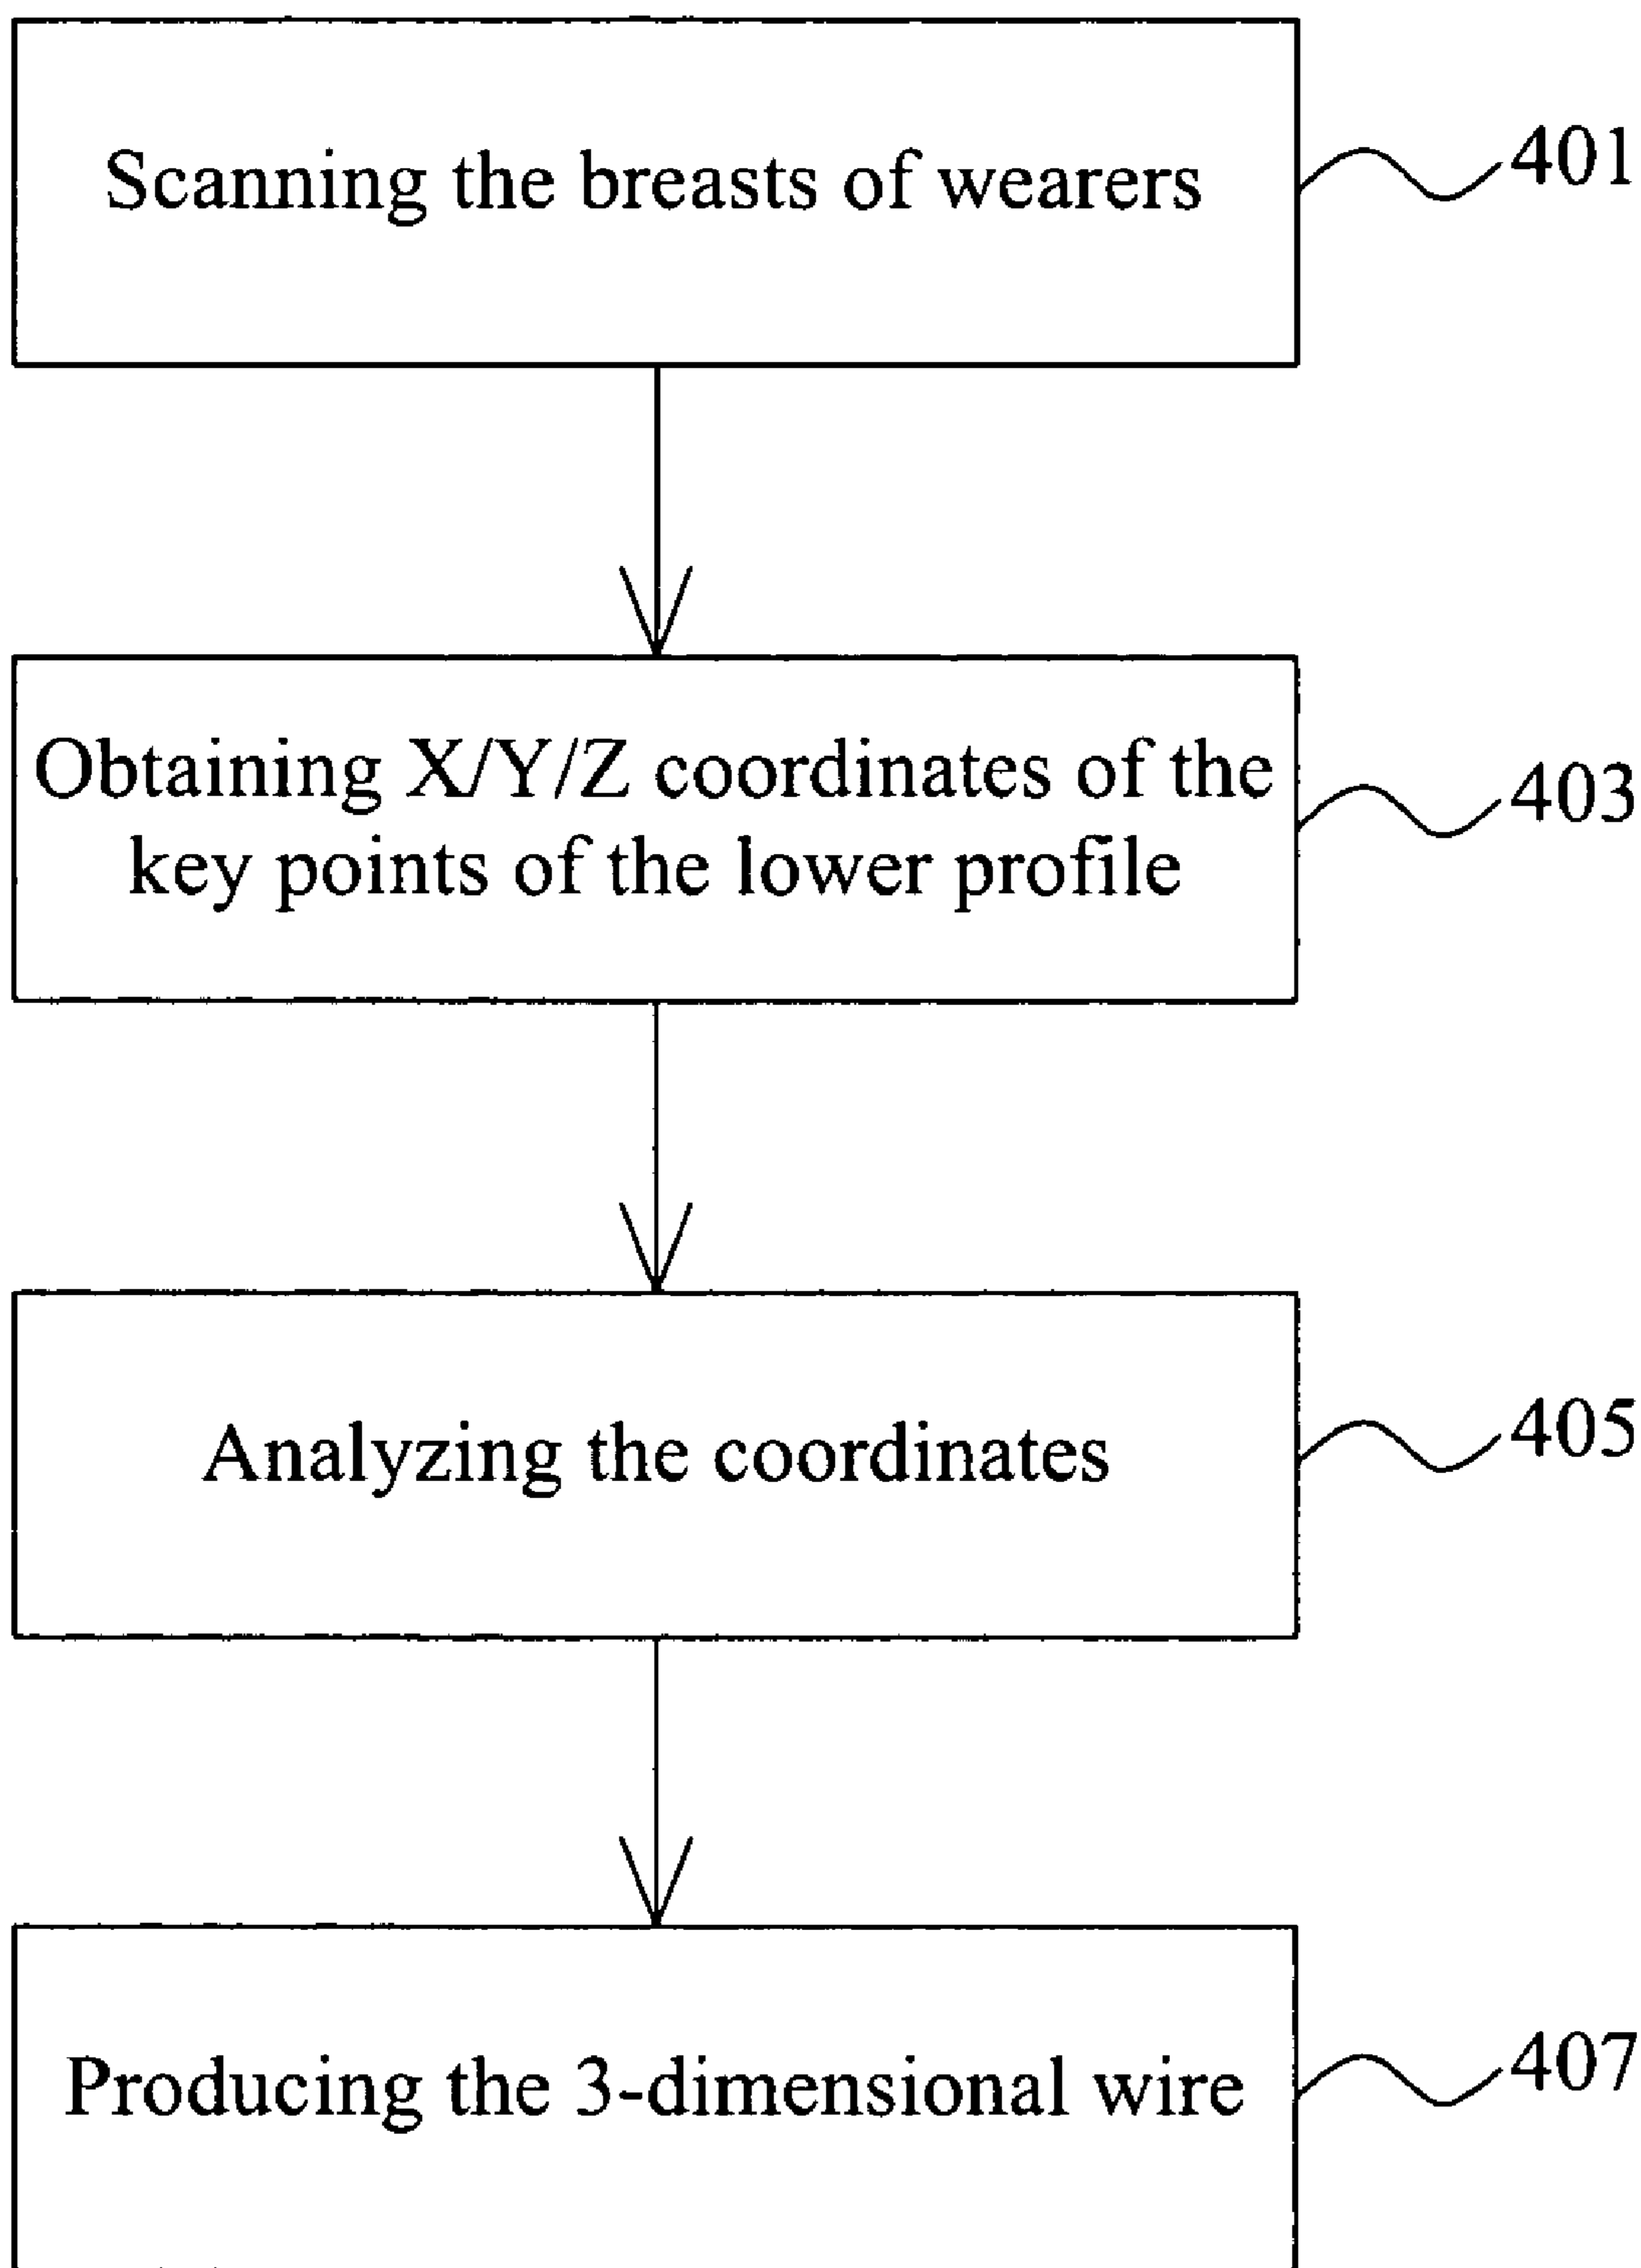 Scanning the breasts of wearers
401
Obtaining X/Y/Z coordinates of the
key points of the lower profile
403
Analyzing the coordinates
405
Producing the 3-dimensional wire
407